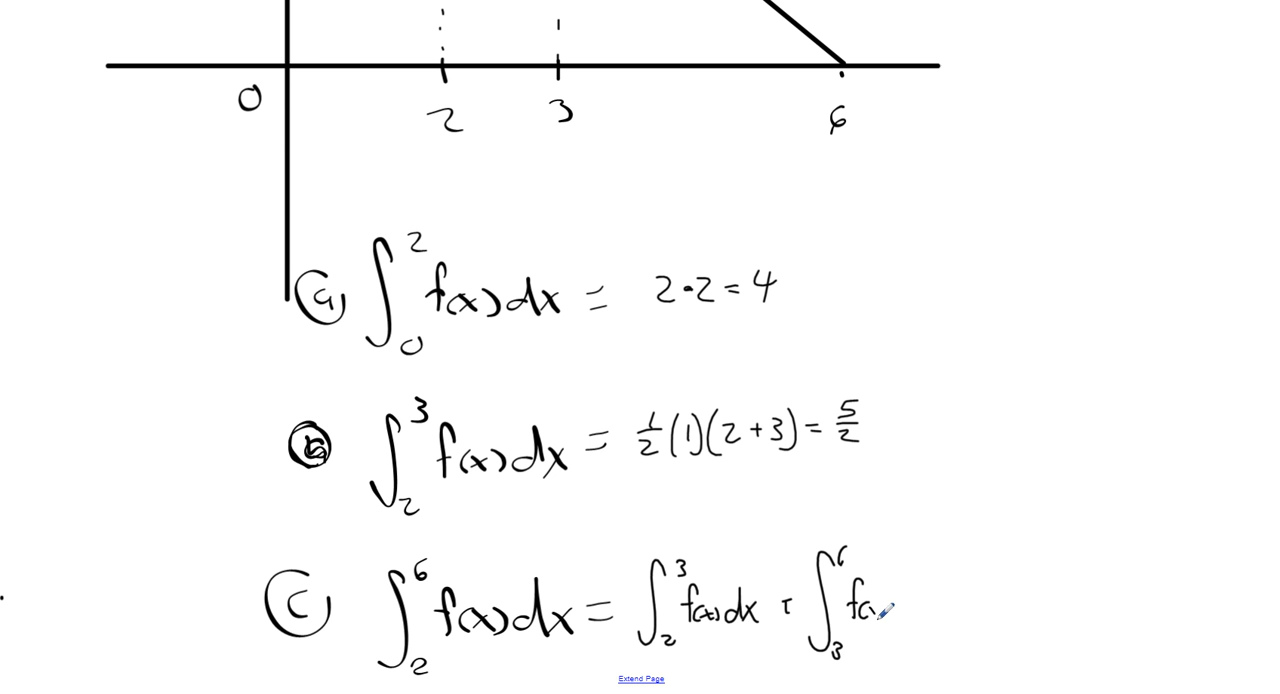 0 2 3 6
(a) ∫₀² f(x)dx = 2·2 = 4
(b) ∫₂³ f(x)dx = 1/2 (1)(2+3) = 5/2
(c) ∫₂⁶ f(x)dx = ∫₂³ f(x)dx + ∫₃⁶ f(x
Extend Page